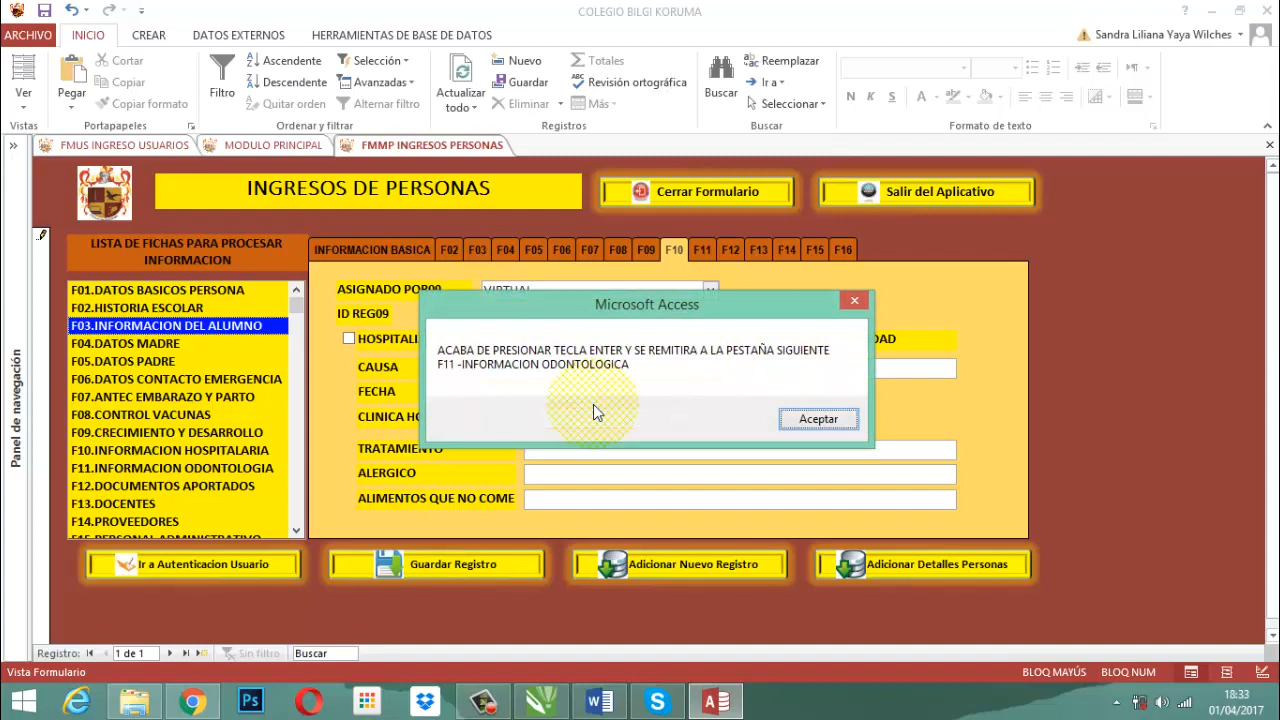 COLEGIO BILGI KORUMA
ARCHIVO INICIO CREAR DATOS EXTERNOS HERRAMIENTAS DE BASE DE DATOS
Sandra Liliana Yaya Wilches
Ver
Vistas
Pegar
Cortar
Copiar
Copiar formato
Portapapeles
Filtro
Ascendente
Descendente
Quitar orden
Selección
Avanzadas
Alternar filtro
Ordenar y filtrar
Actualizar
todo
Nuevo
Guardar
Eliminar
Totales
Revisión ortográfica
Más
Registros
Buscar
Reemplazar
Ir a
Seleccionar
Buscar
N K S A
Formato de texto
FMUS INGRESO USUARIOS MODULO PRINCIPAL FMMP INGRESOS PERSONAS
Panel de navegación
INGRESOS DE PERSONAS
Cerrar Formulario
Salir del Aplicativo
LISTA DE FICHAS PARA PROCESAR
INFORMACION
F01.DATOS BASICOS PERSONA
F02.HISTORIA ESCOLAR
F03.INFORMACION DEL ALUMNO
F04.DATOS MADRE
F05.DATOS PADRE
F06.DATOS CONTACTO EMERGENCIA
F07.ANTEC EMBARAZO Y PARTO
F08.CONTROL VACUNAS
F09.CRECIMIENTO Y DESARROLLO
F10.INFORMACION HOSPITALARIA
F11.INFORMACION ODONTOLOGIA
F12.DOCUMENTOS APORTADOS
F13.DOCENTES
F14.PROVEEDORES
F15.PERSONAL ADMINISTRATIVO
INFORMACION BASICA F02 F03 F04 F05 F06 F07 F08 F09 F10 F11 F12 F13 F14 F15 F16
ASIGNADO POR09 VIRTUAL
ID REG09
CAUSA
FECHA
TRATAMIENTO
ALERGICO
ALIMENTOS QUE NO COME
Microsoft Access
ACABA DE PRESIONAR TECLA ENTER Y SE REMITIRA A LA PESTAÑA SIGUIENTE
F11 -INFORMACION ODONTOLOGICA
Aceptar
Ir a Autenticacion Usuario
Guardar Registro
Adicionar Nuevo Registro
Adicionar Detalles Personas
Registro: 1 de 1 Sin filtro Buscar
Vista Formulario BLOQ MAYÚS BLOQ NUM
18:33
01/04/2017